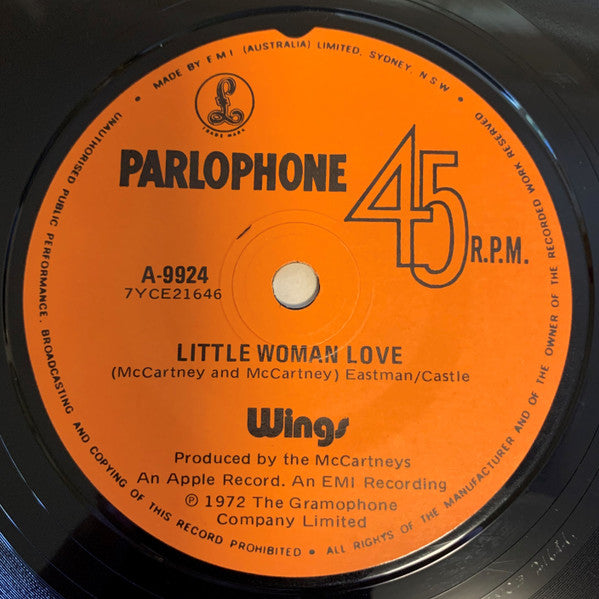 • MADE BY E M I (AUSTRALIA) LIMITED, SYDNEY, N.S.W •
£
TRADE-MARK
PARLOPHONE
45
R.P.M.
A-9924
7YCE21646
LITTLE WOMAN LOVE
(McCartney and McCartney) Eastman/Castle
Wings
Produced by the McCartneys
An Apple Record. An EMI Recording
Ⓟ 1972 The Gramophone
Company Limited
UNAUTHORISED PUBLIC PERFORMANCE, BROADCASTING AND COPYING OF THIS RECORD PROHIBITED • ALL RIGHTS OF THE MANUFACTURER AND OF THE OWNER OF THE RECORDED WORK RESERVED